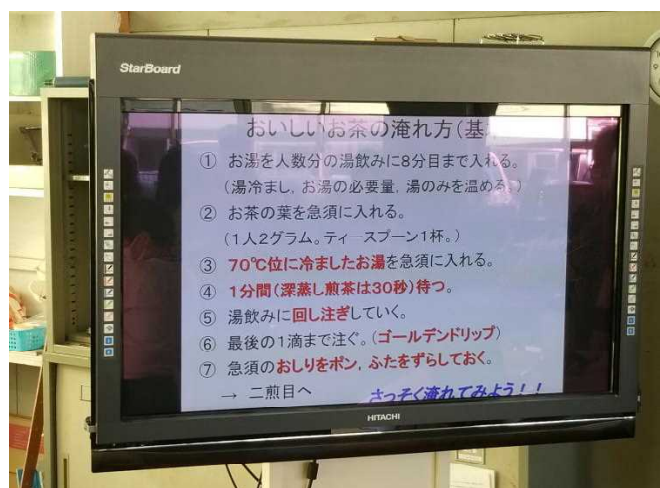 StarBoard
おいしいお茶の淹れ方(基
① お湯を人数分の湯飲みに8分目まで入れる。
(湯冷まし，お湯の必要量，湯のみを温める。)
② お茶の葉を急須に入れる。
(1人2グラム。ティースプーン1杯。)
③ 70℃位に冷ましたお湯を急須に入れる。
④ 1分間(深蒸し煎茶は30秒)待つ。
⑤ 湯飲みに回し注ぎしていく。
⑥ 最後の1滴まで注ぐ。(ゴールデンドリップ)
⑦ 急須のおしりをポン，ふたをずらしておく。
→ 二煎目へ さっそく淹れてみよう！！
HITACHI